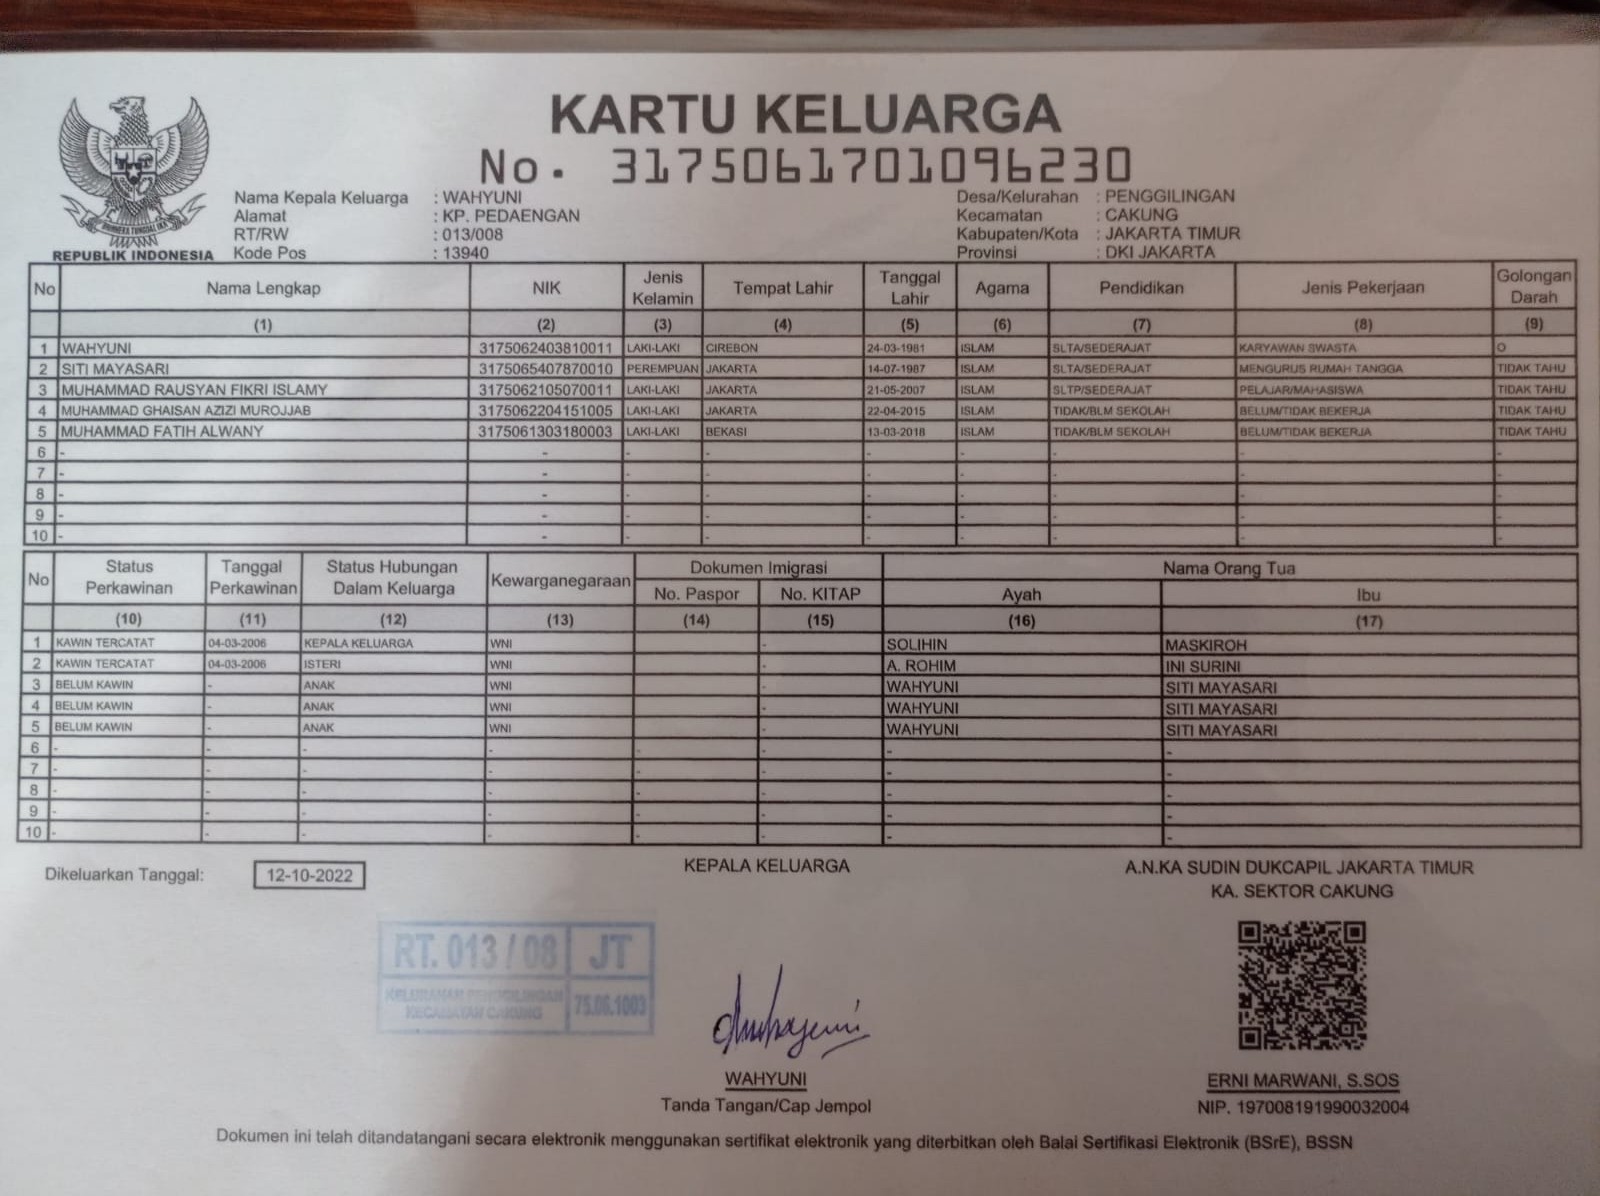 KARTU KELUARGA
No. 3175061701096230
Nama Kepala Keluarga : WAHYUNI
Alamat : KP. PEDAENGAN
RT/RW : 013/008
Kode Pos : 13940
Desa/Kelurahan : PENGGILINGAN
Kecamatan : CAKUNG
Kabupaten/Kota : JAKARTA TIMUR
Provinsi : DKI JAKARTA
BHINNEKA TUNGGAL IKA
REPUBLIK INDONESIA
No Nama Lengkap NIK Jenis Kelamin Tempat Lahir Tanggal Lahir Agama Pendidikan Jenis Pekerjaan Golongan Darah
(1) (2) (3) (4) (5) (6) (7) (8) (9)
1 WAHYUNI 3175062403810011 LAKI-LAKI CIREBON 24-03-1981 ISLAM SLTA/SEDERAJAT KARYAWAN SWASTA O
2 SITI MAYASARI 3175065407870010 PEREMPUAN JAKARTA 14-07-1987 ISLAM SLTA/SEDERAJAT MENGURUS RUMAH TANGGA TIDAK TAHU
3 MUHAMMAD RAUSYAN FIKRI ISLAMY 3175062105070011 LAKI-LAKI JAKARTA 21-05-2007 ISLAM SLTP/SEDERAJAT PELAJAR/MAHASISWA TIDAK TAHU
4 MUHAMMAD GHAISAN AZIZI MUROJJAB 3175062204151005 LAKI-LAKI JAKARTA 22-04-2015 ISLAM TIDAK/BLM SEKOLAH BELUM/TIDAK BEKERJA TIDAK TAHU
5 MUHAMMAD FATIH ALWANY 3175061303180003 LAKI-LAKI BEKASI 13-03-2018 ISLAM TIDAK/BLM SEKOLAH BELUM/TIDAK BEKERJA TIDAK TAHU
6 - - - - - - - - -
7 - - - - - - - - -
8 - - - - - - - - -
9 - - - - - - - - -
10 - - - - - - - - -
No Status Perkawinan Tanggal Perkawinan Status Hubungan Dalam Keluarga Kewarganegaraan Dokumen Imigrasi Nama Orang Tua
No. Paspor No. KITAP Ayah Ibu
(10) (11) (12) (13) (14) (15) (16) (17)
1 KAWIN TERCATAT 04-03-2006 KEPALA KELUARGA WNI - SOLIHIN MASKIROH
2 KAWIN TERCATAT 04-03-2006 ISTERI WNI - A. ROHIM INI SURINI
3 BELUM KAWIN - ANAK WNI - WAHYUNI SITI MAYASARI
4 BELUM KAWIN - ANAK WNI - WAHYUNI SITI MAYASARI
5 BELUM KAWIN - ANAK WNI - WAHYUNI SITI MAYASARI
6 - - - - - - - -
7 - - - - - - - -
8 - - - - - - - -
9 - - - - - - - -
10 - - - - - - - -
Dikeluarkan Tanggal: 12-10-2022
KEPALA KELUARGA
A.N.KA SUDIN DUKCAPIL JAKARTA TIMUR
KA. SEKTOR CAKUNG
RT. 013 / 08 JT
KELURAHAN PENGGILINGAN
KECAMATAN CAKUNG
75.06.1003
Wahyuni
WAHYUNI
Tanda Tangan/Cap Jempol
ERNI MARWANI, S.SOS
NIP. 197008191990032004
Dokumen ini telah ditandatangani secara elektronik menggunakan sertifikat elektronik yang diterbitkan oleh Balai Sertifikasi Elektronik (BSrE), BSSN